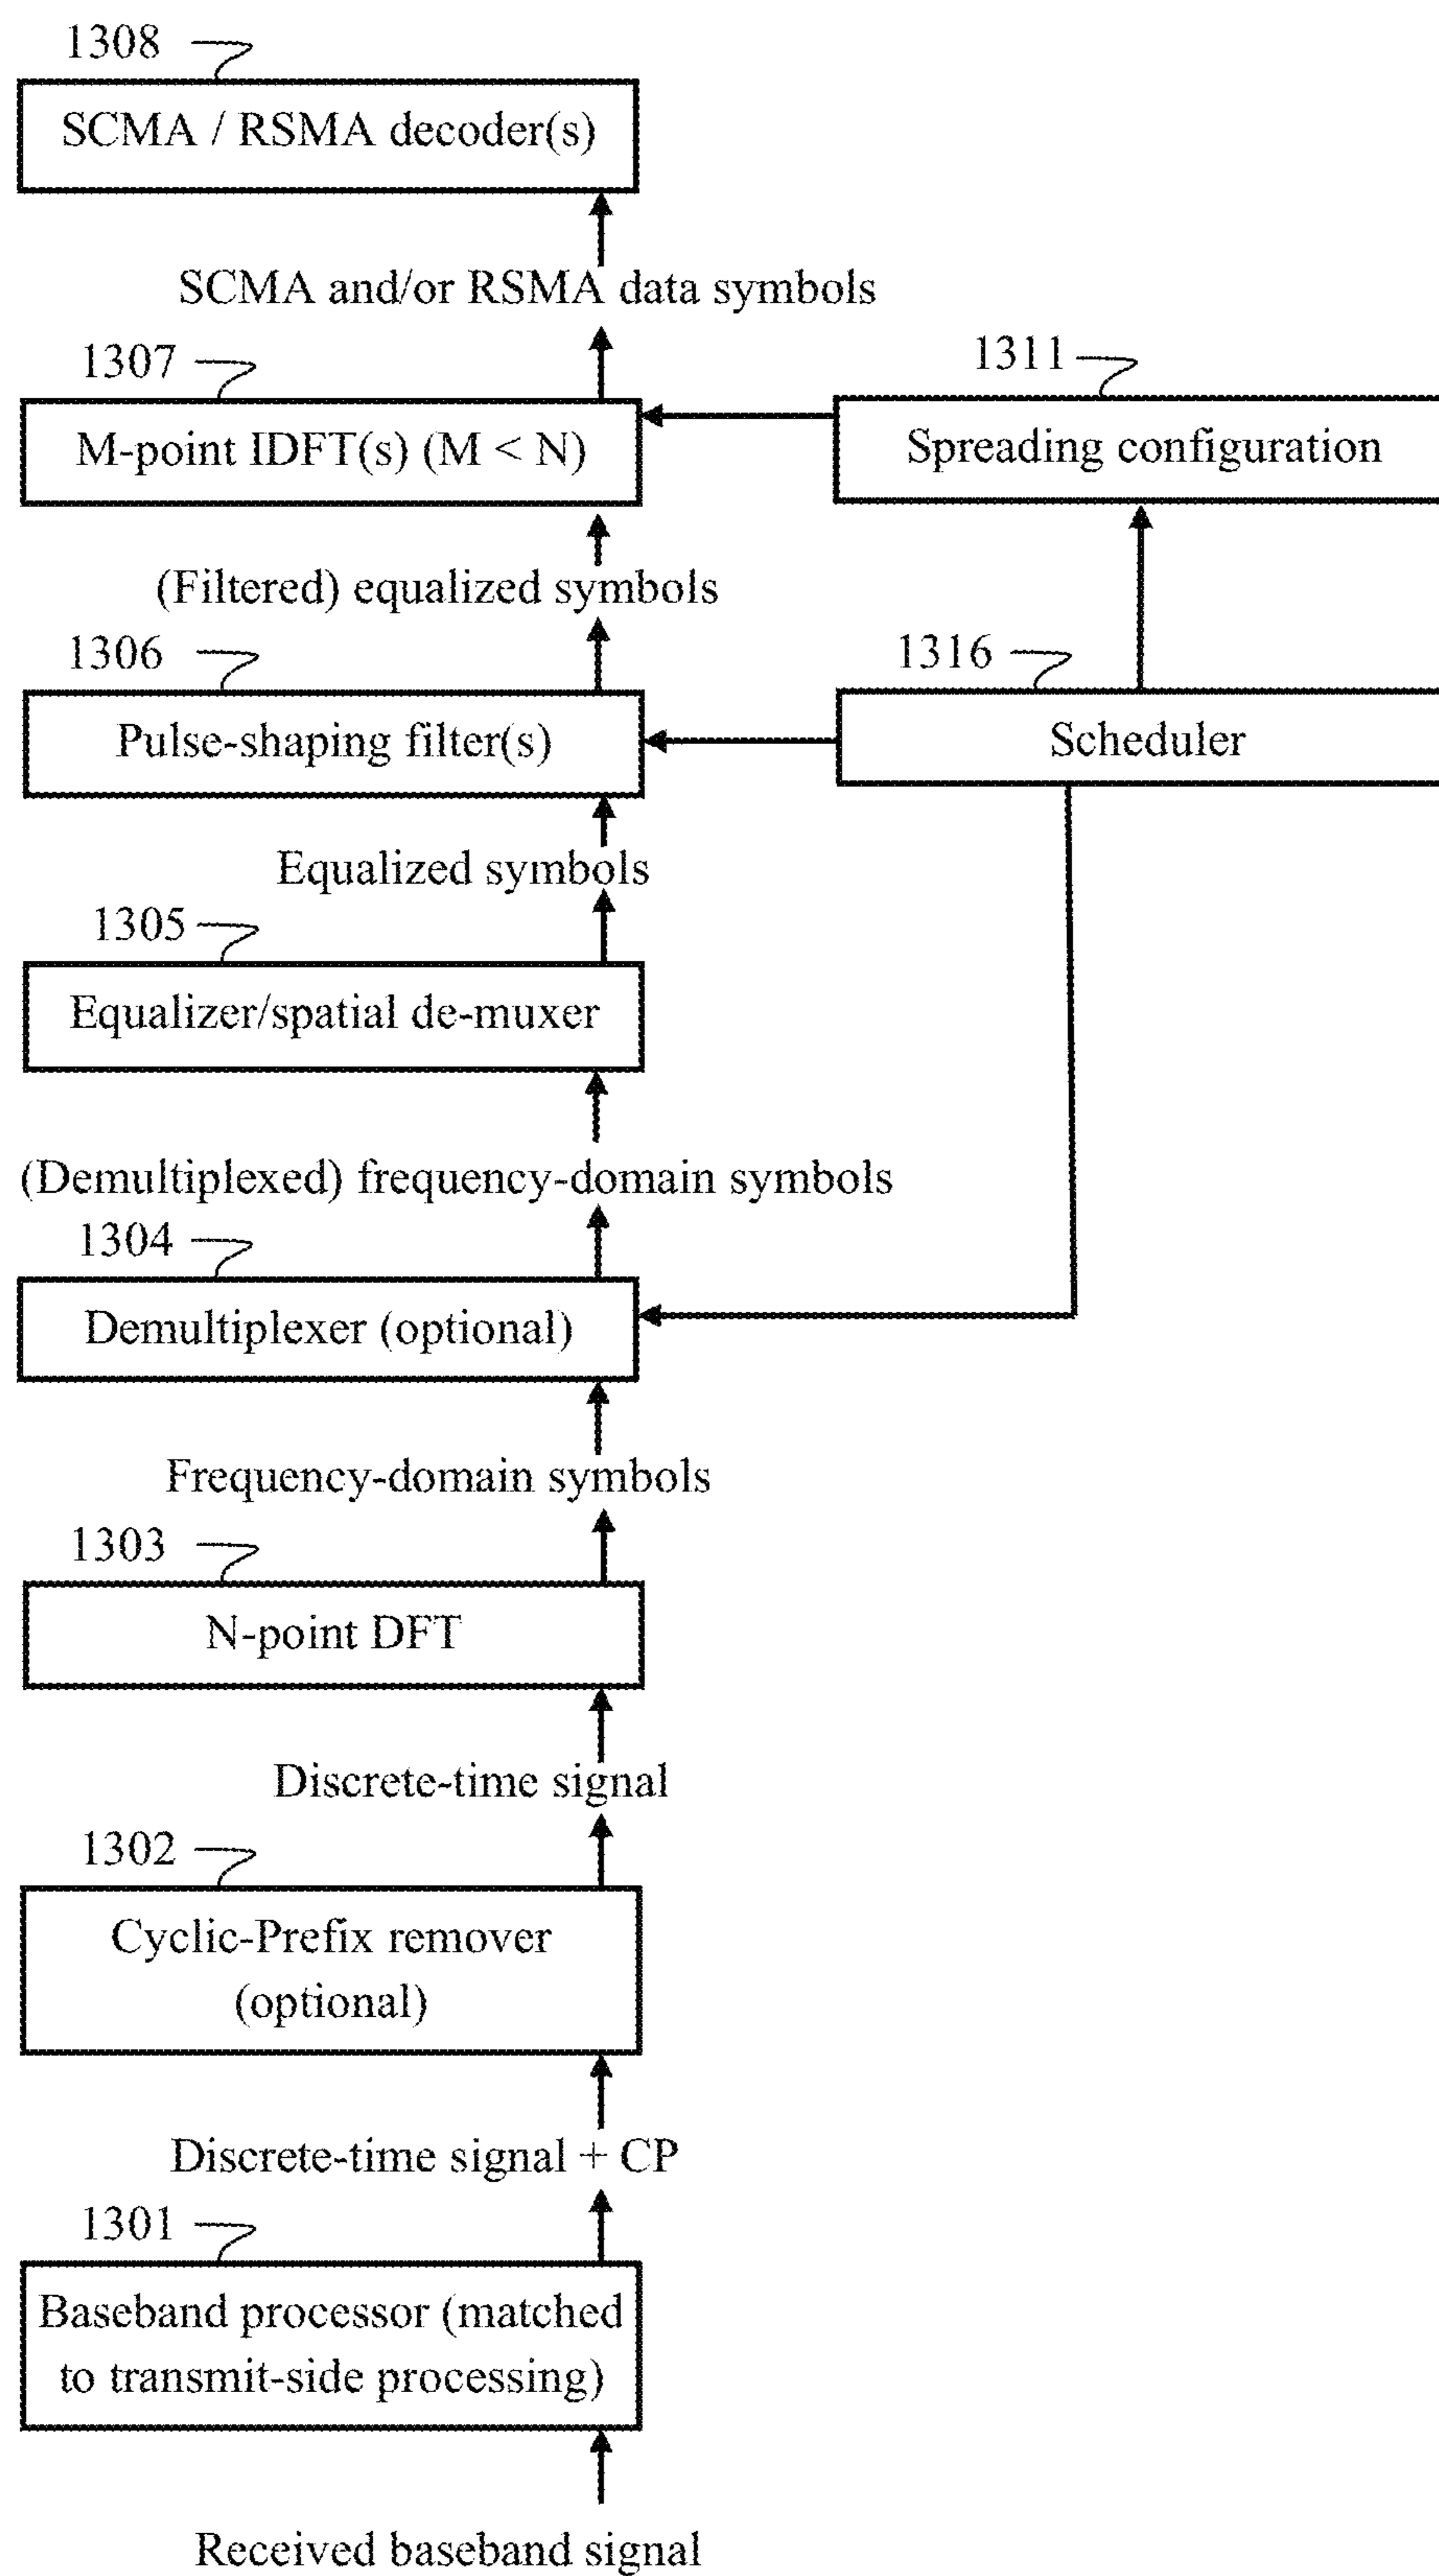 1308
SCMA / RSMA decoder(s)
SCMA and/or RSMA data symbols
1307
1311
M-point IDFT(s) (M < N)
Spreading configuration
(Filtered) equalized symbols
1306
1316
Pulse-shaping filter(s)
Scheduler
Equalized symbols
1305
Equalizer/spatial de-muxer
(Demultiplexed) frequency-domain symbols
1304
Demultiplexer (optional)
Frequency-domain symbols
1303
N-point DFT
Discrete-time signal
1302
Cyclic-Prefix remover
(optional)
Discrete-time signal + CP
1301
Baseband processor (matched
to transmit-side processing)
Received baseband signal